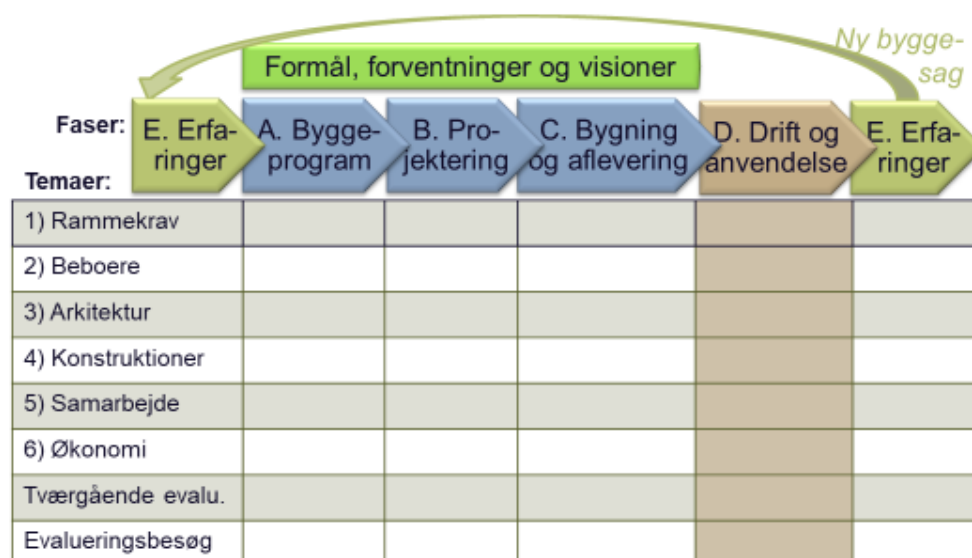 Ny bygge-
sag
Formål, forventninger og visioner
Faser:
E. Erfa-
ringer
A. Bygge-
program
B. Pro-
jektering
C. Bygning
og aflevering
D. Drift og
anvendelse
E. Erfa-
ringer
Temaer:
1) Rammekrav
2) Beboere
3) Arkitektur
4) Konstruktioner
5) Samarbejde
6) Økonomi
Tværgående evalu.
Evalueringsbesøg